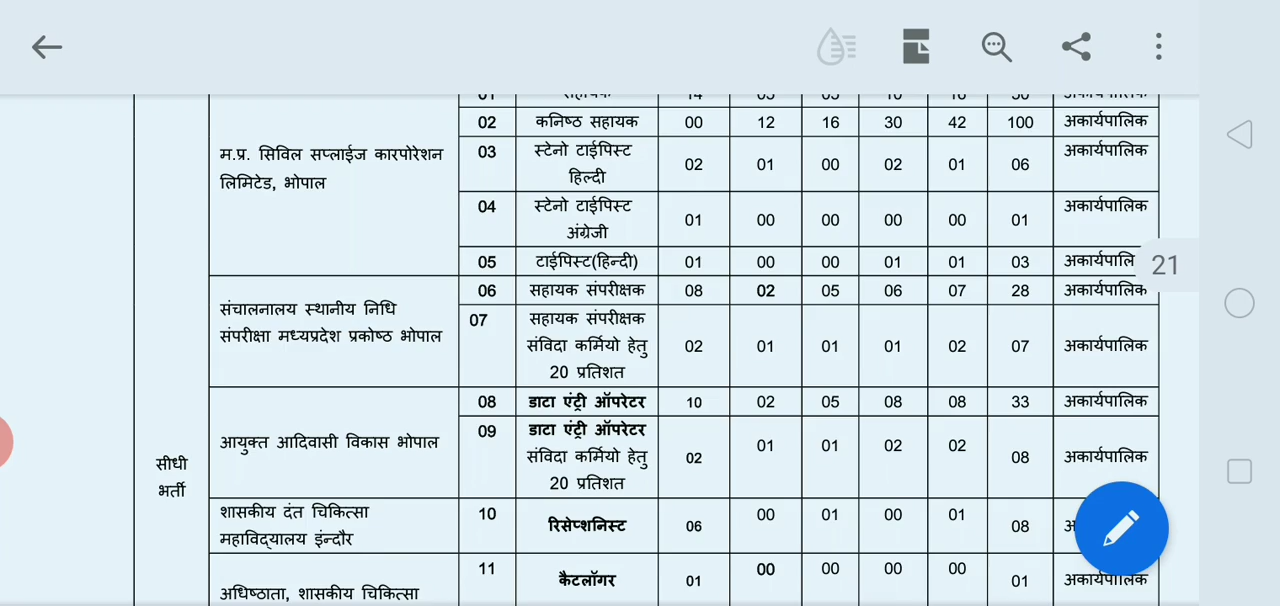 02 कनिष्ठ सहायक 00 12 16 30 42 100 अकार्यपालिक
म.प्र. सिविल सप्लाईज कारपोरेशन
लिमिटेड, भोपाल
03 स्टेनो टाईपिस्ट
हिल्दी 02 01 00 02 01 06 अकार्यपालिक
04 स्टेनो टाईपिस्ट
अंग्रेजी 01 00 00 00 00 01 अकार्यपालिक
05 टाईपिस्ट(हिन्दी) 01 00 00 01 01 03 अकार्यपालि
21
संचालनालय स्थानीय निधि
संपरीक्षा मध्यप्रदेश प्रकोष्ठ भोपाल
06 सहायक संपरीक्षक 08 02 05 06 07 28 अकार्यपालिक
07 सहायक संपरीक्षक
संविदा कर्मियो हेतु 02 01 01 01 02 07 अकार्यपालिक
20 प्रतिशत
आयुक्त आदिवासी विकास भोपाल
08 डाटा एंट्री ऑपरेटर 10 02 05 08 08 33 अकार्यपालिक
09 डाटा एंट्री ऑपरेटर
संविदा कर्मियो हेतु 02 01 01 02 02 08 अकार्यपालिक
20 प्रतिशत
सीधी
भर्ती
शासकीय दंत चिकित्सा
महाविद्यालय इंन्दौर
10 रिसेप्शनिस्ट 06 00 01 00 01 08
अधिष्ठाता, शासकीय चिकित्सा
11 कैटलॉगर 01 00 00 00 00 01 अकार्यपालिक